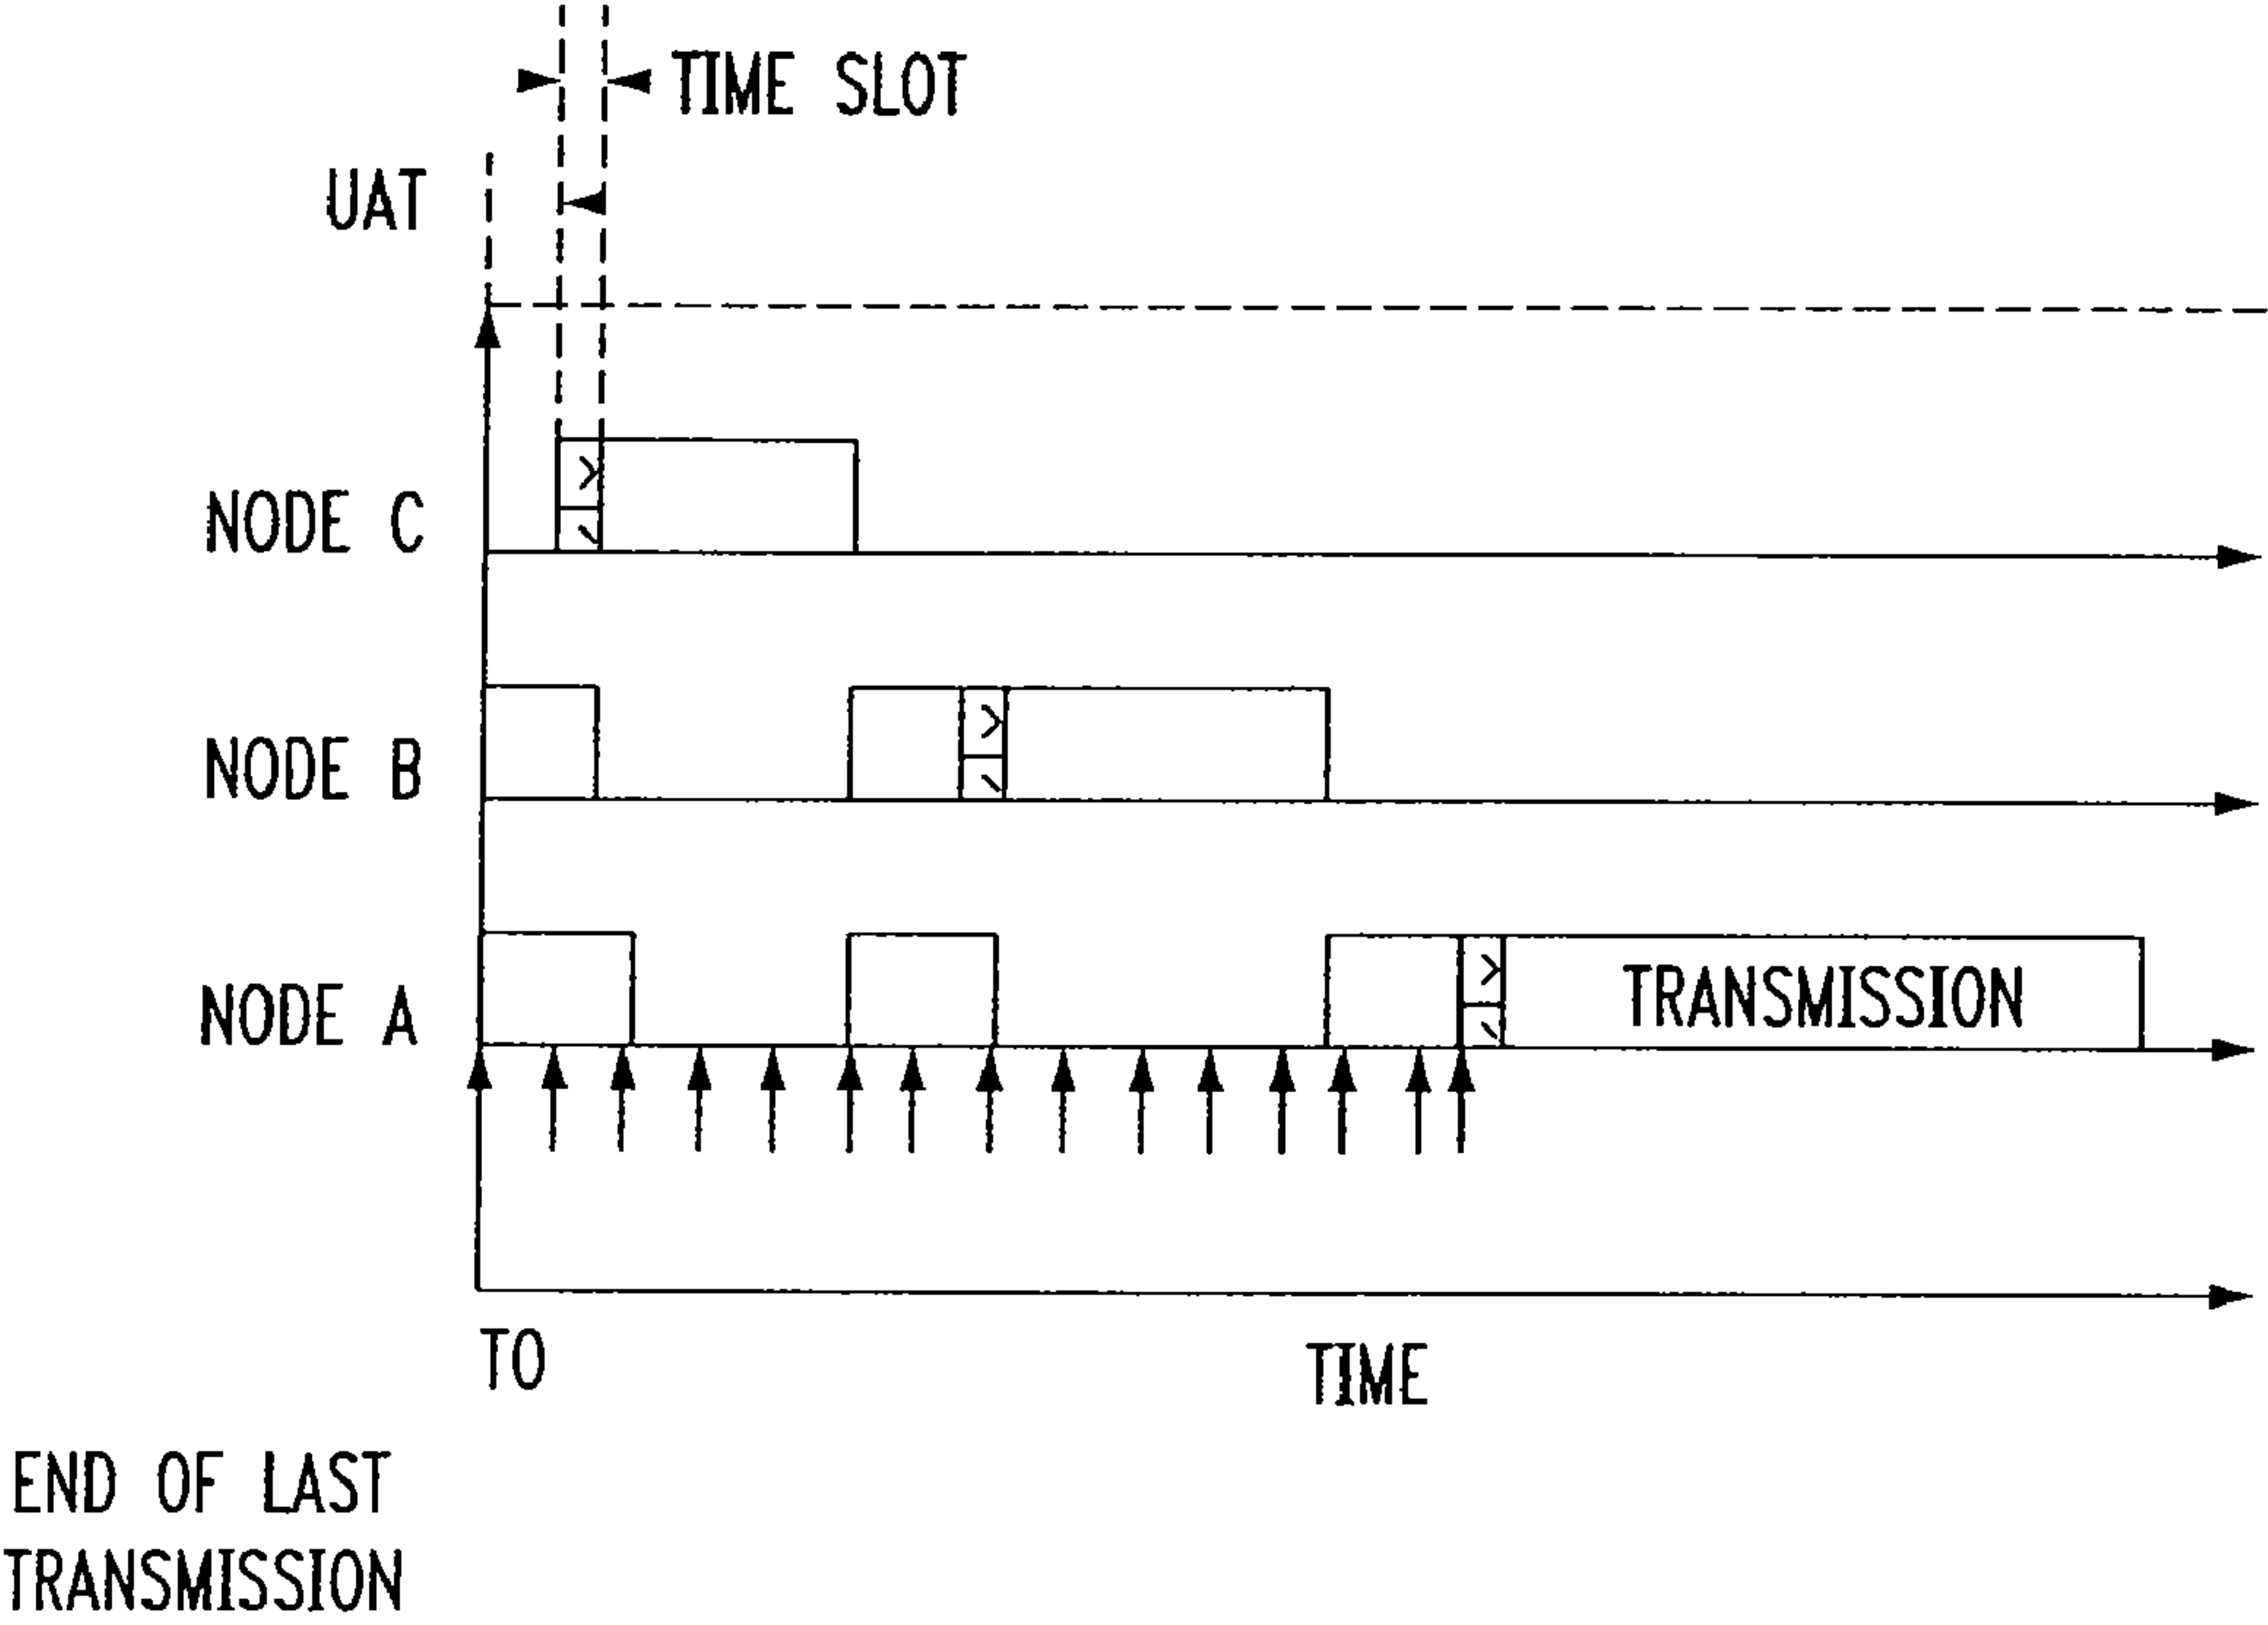 TIME SLOT
UAT
NODE C
NODE B
NODE A
TRANSMISSION
TO
TIME
END OF LAST
TRANSMISSION